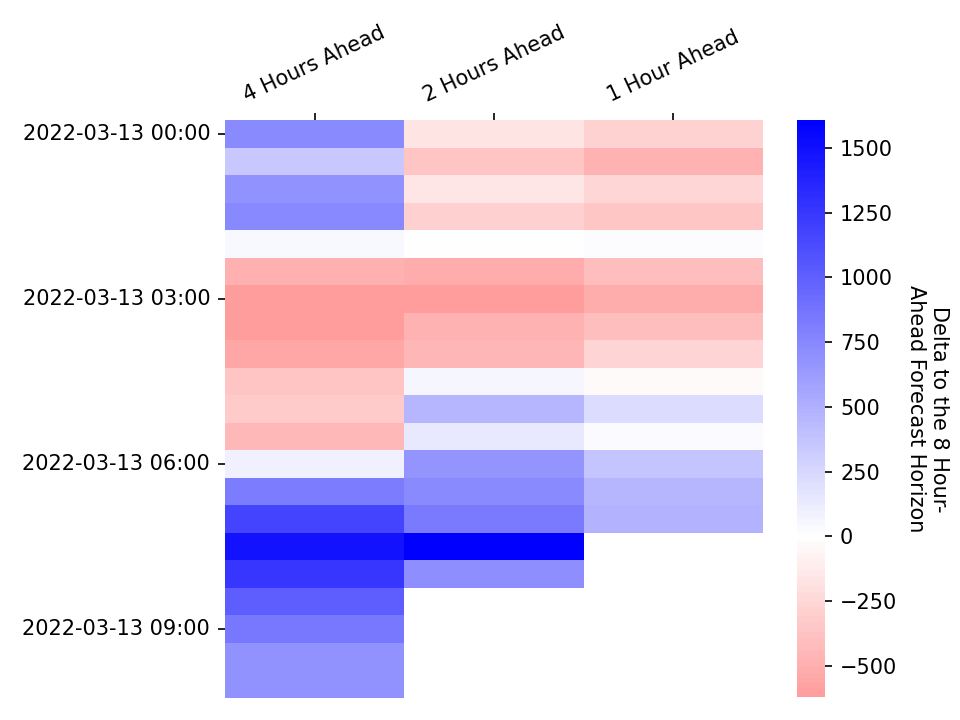 4 Hours Ahead
2 Hours Ahead
1 Hour Ahead
2022-03-13 00:00
2022-03-13 03:00
2022-03-13 06:00
2022-03-13 09:00
1500
1250
1000
750
500
250
0
−250
−500
Delta to the 8 Hour-
Ahead Forecast Horizon